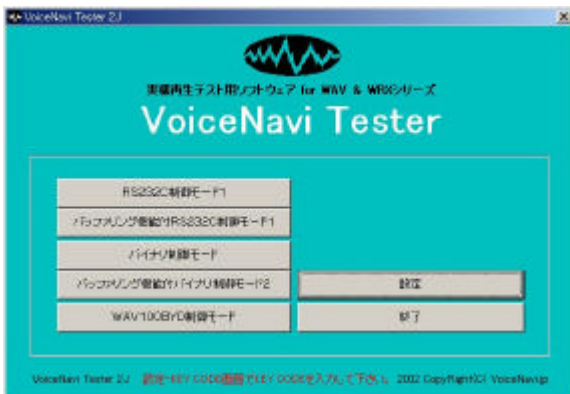 VoiceNavi Tester 2J
実機再生テスト用ソフトウェア for WAV & WRXシリーズ
VoiceNavi Tester
RS232C制御モード1
バッファリング機能付RS232C制御モード1
バイナリ制御モード
バッファリング機能付バイナリ制御モード2
設定
WAV100BYD制御モード
終了
VoiceNavi Tester 2J 設定-KEY CODE画面でKEY CODEを入力して下さい。 2002 CopyRight(C) VoiceNavi.jp